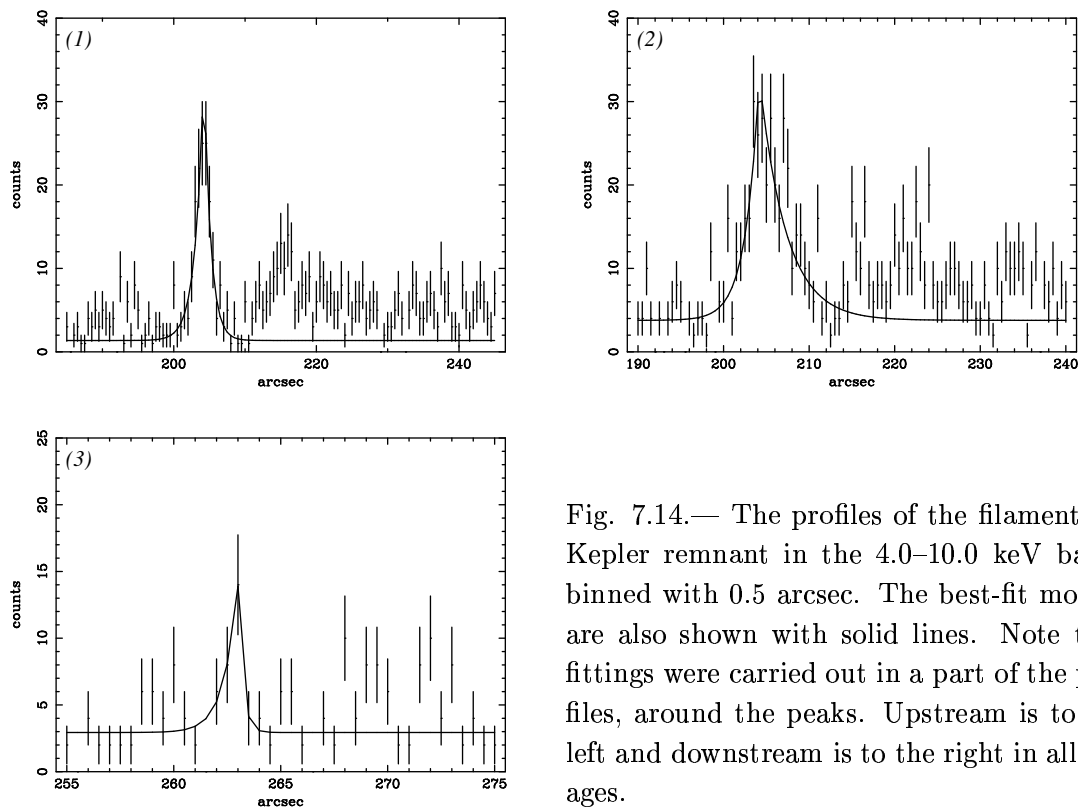 (1)
40
30
20
10
0
counts
200 220 240
arcsec
(2)
40
30
20
10
0
counts
190 200 210 220 230 240
arcsec
(3)
25
20
15
10
5
0
counts
255 260 265 270 275
arcsec
Fig. 7.14.— The profiles of the filament
Kepler remnant in the 4.0–10.0 keV ba
binned with 0.5 arcsec. The best-fit mo
are also shown with solid lines. Note t
fittings were carried out in a part of the
files, around the peaks. Upstream is to
left and downstream is to the right in all
ages.